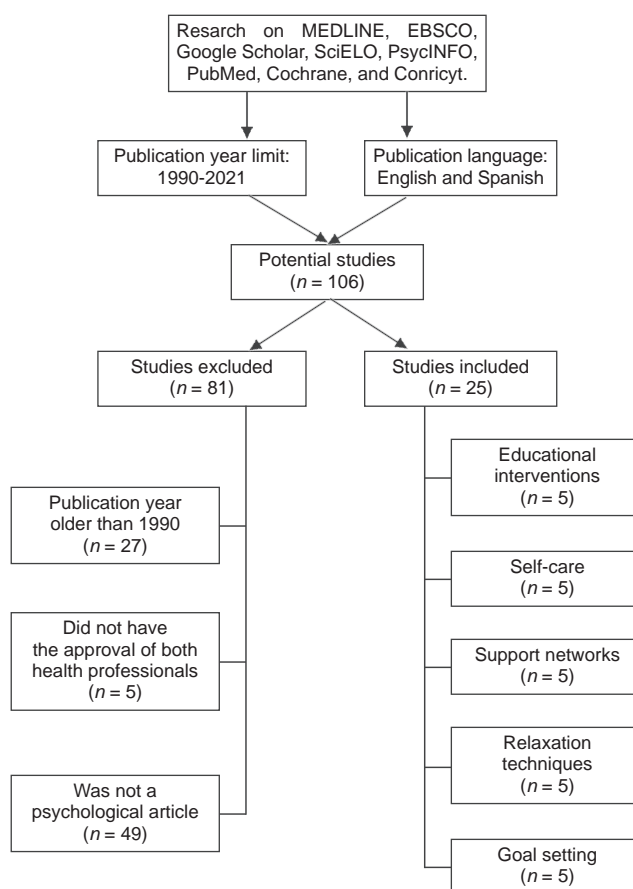 Resarch on MEDLINE, EBSCO,
Google Scholar, SciELO, PsycINFO,
PubMed, Cochrane, and Conricyt.
Publication year limit:
1990-2021
Publication language:
English and Spanish
Potential studies
(n = 106)
Studies excluded
(n = 81)
Studies included
(n = 25)
Publication year
older than 1990
(n = 27)
Did not have
the approval of both
health professionals
(n = 5)
Was not a
psychological article
(n = 49)
Educational
interventions
(n = 5)
Self-care
(n = 5)
Support networks
(n = 5)
Relaxation
techniques
(n = 5)
Goal setting
(n = 5)